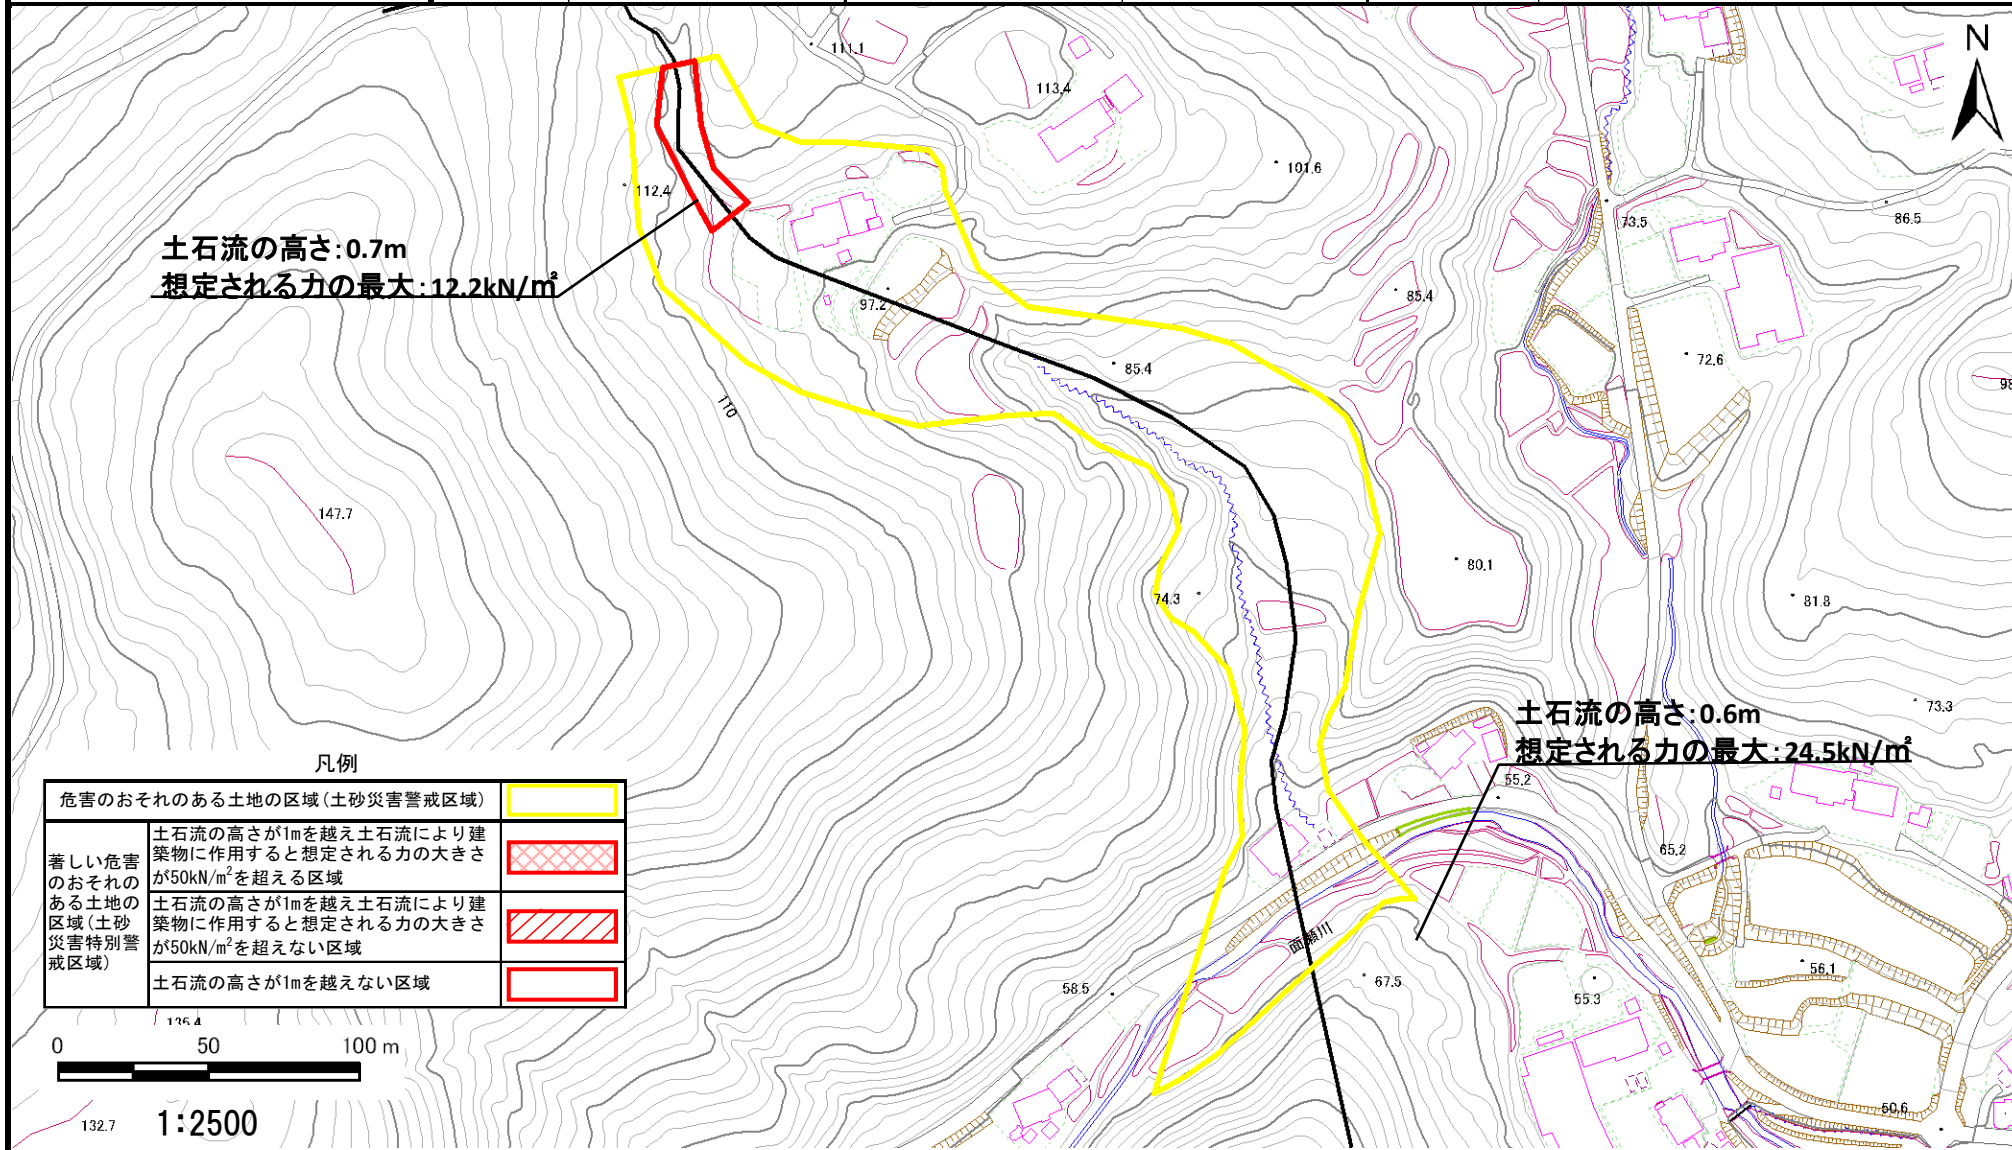 N
111.1
113.4
101.6
112.4
73.5
86.5
土石流の高さ:0.7m
想定される力の最大:12.2kN/㎡
97.2
85.4
85.4
72.6
98
110
147.7
80.1
74.3
81.8
73.3
土石流の高さ:0.6m
想定される力の最大:24.5kN/㎡
55.2
65.2
面瀬川
67.5
58.5
56.1
55.3
50.6
凡例
危害のおそれのある土地の区域(土砂災害警戒区域)
著しい危害
のおそれの
ある土地の
区域(土砂
災害特別警
戒区域)
土石流の高さが1mを越え土石流により建
築物に作用すると想定される力の大きさ
が50kN/m²を超える区域
土石流の高さが1mを越え土石流により建
築物に作用すると想定される力の大きさ
が50kN/m²を超えない区域
土石流の高さが1mを越えない区域
135.4
0 50 100 m
132.7
1:2500